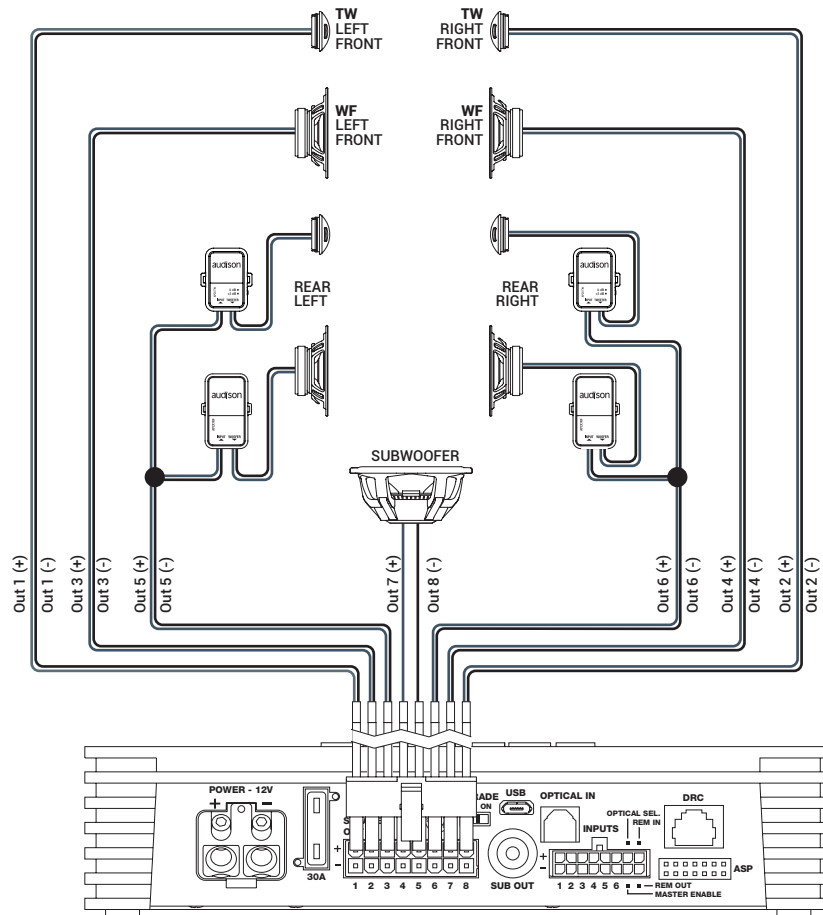 TW
LEFT
FRONT
TW
RIGHT
FRONT
WF
LEFT
FRONT
WF
RIGHT
FRONT
audison
INPUT
audison
INPUT
REAR
LEFT
REAR
RIGHT
audison
INPUT
audison
INPUT
SUBWOOFER
Out 1 (+)
Out 1 (-)
Out 3 (+)
Out 3 (-)
Out 5 (+)
Out 5 (-)
Out 7 (+)
Out 8 (-)
Out 6 (+)
Out 6 (-)
Out 4 (+)
Out 4 (-)
Out 2 (+)
Out 2 (-)
POWER - 12V
+ -
30A
ON
USB
OPTICAL IN
OPTICAL SEL.
REM IN
DRC
INPUTS
+
-
+
-
SUB OUT
ASP
1 2 3 4 5 6 7 8
1 2 3 4 5 6
REM OUT
MASTER ENABLE